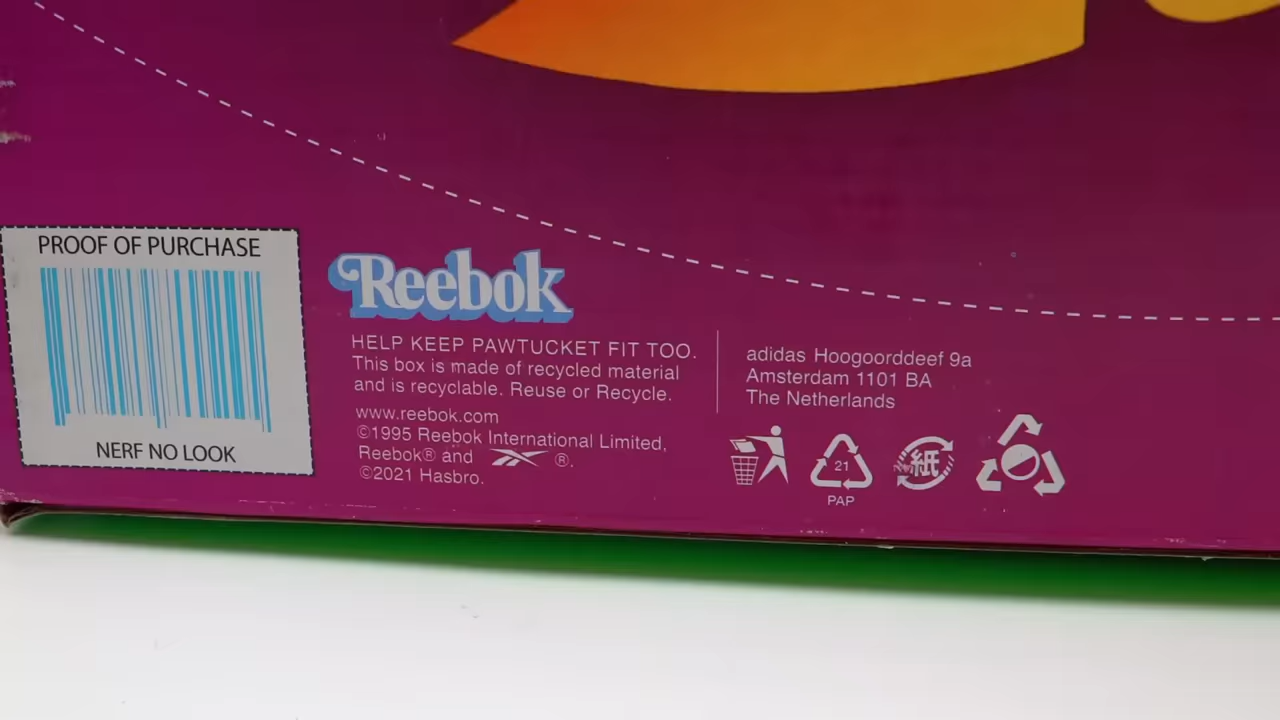 PROOF OF PURCHASE
NERF NO LOOK
Reebok
HELP KEEP PAWTUCKET FIT TOO.
This box is made of recycled material
and is recyclable. Reuse or Recycle.
www.reebok.com
©1995 Reebok International Limited,
Reebok® and ®.
©2021 Hasbro.
adidas Hoogoorddeef 9a
Amsterdam 1101 BA
The Netherlands
21
PAP
紙